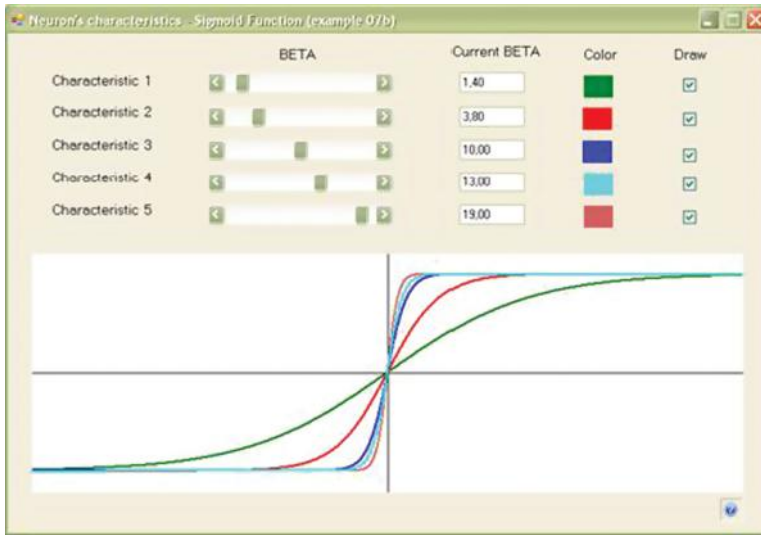 Neuron's characteristics - Sigmoid Function (example 07b)
BETA Current BETA Color Draw
Characteristic 1 1,40
Characteristic 2 3,80
Characteristic 3 10,00
Characteristic 4 13,00
Characteristic 5 19,00